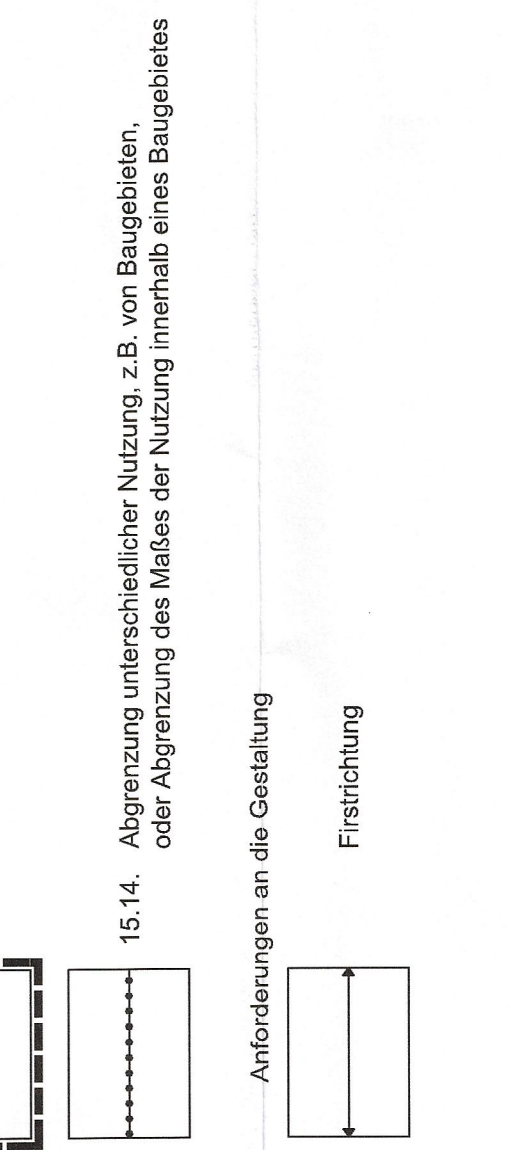 15.14. Abgrenzung unterschiedlicher Nutzung, z.B. von Baugebieten,
oder Abgrenzung des Maßes der Nutzung innerhalb eines Baugebietes
Anforderungen an die Gestaltung
Firstrichtung